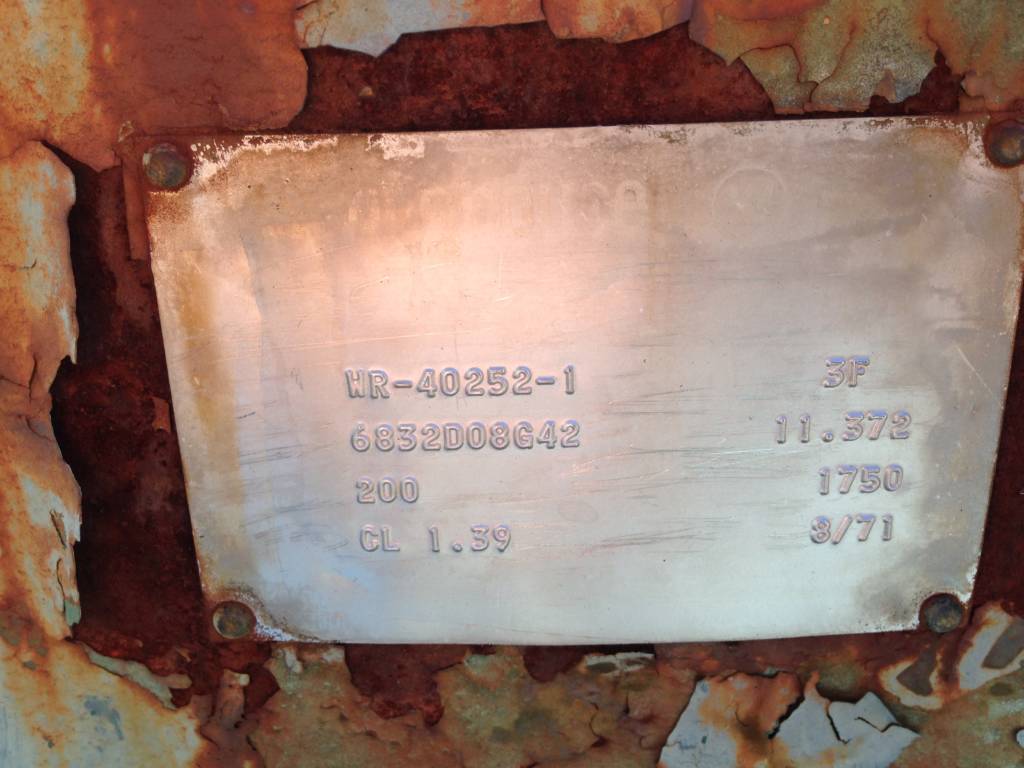 WR-40252-1 3F
6832D08G42 11.372
200 1750
CL 1.39 8/71